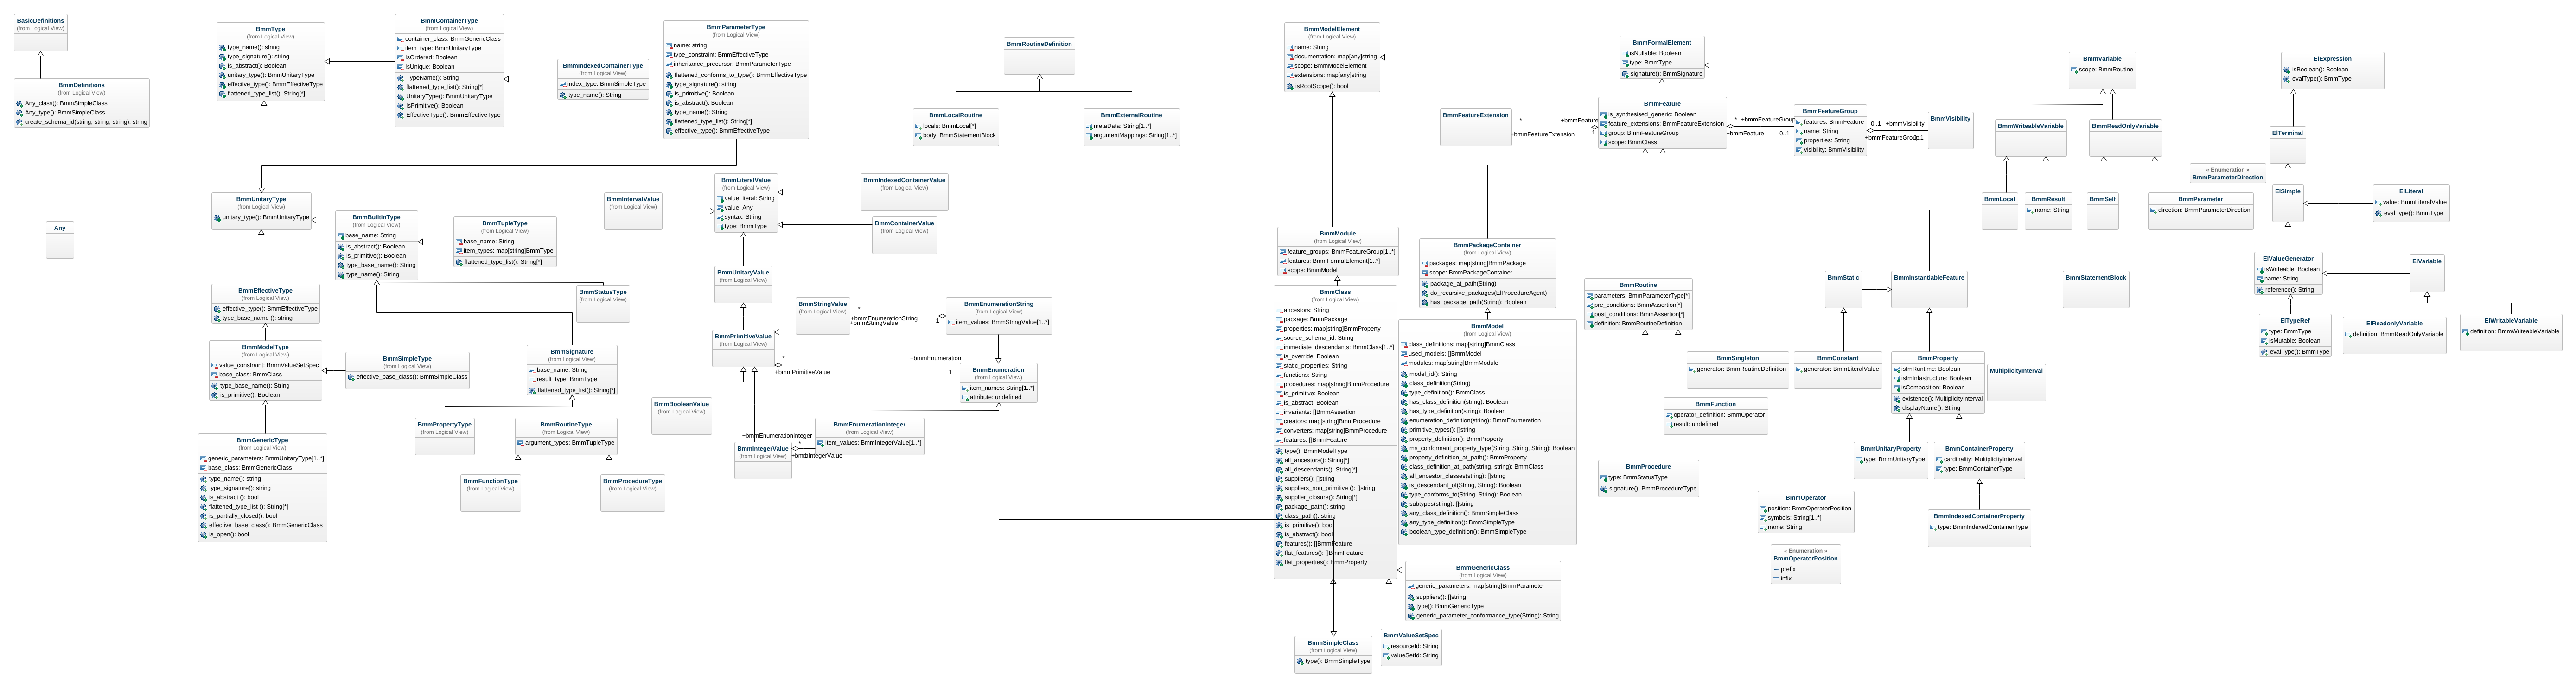 BasicDefinitions
(from Logical View)
BmmDefinitions
(from Logical View)
Any_class(): BmmSimpleClass
Any_type(): BmmSimpleClass
create_schema_id(string, string, string): string
Any
BmmType
(from Logical View)
type_name(): string
type_signature(): string
is_abstract(): Boolean
unitary_type(): BmmUnitaryType
effective_type(): BmmEffectiveType
flattened_type_list(): String[*]
BmmContainerType
(from Logical View)
container_class: BmmGenericClass
item_type: BmmUnitaryType
IsOrdered: Boolean
IsUnique: Boolean
TypeName(): String
flattened_type_list(): String[*]
UnitaryType(): BmmUnitaryType
IsPrimitive(): Boolean
EffectiveType(): BmmEffectiveType
BmmIndexedContainerType
(from Logical View)
index_type: BmmSimpleType
type_name(): String
BmmParameterType
(from Logical View)
name: string
type_constraint: BmmEffectiveType
inheritance_precursor: BmmParameterType
flattened_conforms_to_type(): BmmEffectiveType
type_signature(): string
is_primitive(): Boolean
is_abstract(): Boolean
type_name(): String
flattened_type_list(): String[*]
effective_type(): BmmEffectiveType
BmmRoutineDefinition
BmmLocalRoutine
locals: BmmLocal[*]
body: BmmStatementBlock
BmmExternalRoutine
metaData: String[1..*]
argumentMappings: String[1..*]
BmmUnitaryType
(from Logical View)
unitary_type(): BmmUnitaryType
BmmBuiltinType
(from Logical View)
base_name: String
is_abstract(): Boolean
is_primitive(): Boolean
type_base_name(): String
type_name(): String
BmmTupleType
(from Logical View)
base_name: String
item_types: map[string]BmmType
flattened_type_list(): String[*]
BmmStatusType
(from Logical View)
BmmEffectiveType
(from Logical View)
effective_type(): BmmEffectiveType
type_base_name (): string
BmmModelType
(from Logical View)
value_constraint: BmmValueSetSpec
base_class: BmmClass
type_base_name(): String
is_primitive(): Boolean
BmmSimpleType
(from Logical View)
effective_base_class(): BmmSimpleClass
BmmSignature
(from Logical View)
base_name: String
result_type: BmmType
flattened_type_list(): String[*]
BmmPropertyType
(from Logical View)
BmmRoutineType
(from Logical View)
argument_types: BmmTupleType
BmmFunctionType
(from Logical View)
BmmProcedureType
(from Logical View)
BmmGenericType
(from Logical View)
generic_parameters: BmmUnitaryType[1..*]
base_class: BmmGenericClass
type_name(): string
type_signature(): string
is_abstract (): bool
flattened_type_list (): String[*]
is_partially_closed(): bool
effective_base_class(): BmmGenericClass
is_open(): bool
BmmIntervalValue
(from Logical View)
BmmLiteralValue
(from Logical View)
valueLiteral: String
value: Any
syntax: String
type: BmmType
BmmIndexedContainerValue
(from Logical View)
BmmContainerValue
(from Logical View)
BmmUnitaryValue
(from Logical View)
BmmStringValue
(from Logical View)
*
+bmmEnumerationString
+bmmStringValue
1
BmmEnumerationString
(from Logical View)
item_values: BmmStringValue[1..*]
BmmPrimitiveValue
(from Logical View)
*
+bmmPrimitiveValue
+bmmEnumeration
1
BmmEnumeration
(from Logical View)
item_names: String[1..*]
attribute: undefined
BmmBooleanValue
(from Logical View)
BmmEnumerationInteger
(from Logical View)
item_values: BmmIntegerValue[1..*]
+bmmEnumerationInteger
BmmIntegerValue
(from Logical View)
*
+bmmIntegerValue
BmmModelElement
(from Logical View)
name: String
documentation: map[any]string
scope: BmmModelElement
extensions: map[any]string
isRootScope(): bool
BmmFormalElement
isNullable: Boolean
type: BmmType
signature(): BmmSignature
BmmFeatureExtension
*
+bmmFeatureExtension
+bmmFeature
1
BmmFeature
is_synthesised_generic: Boolean
feature_extensions: BmmFeatureExtension
group: BmmFeatureGroup
scope: BmmClass
*
+bmmFeature
+bmmFeatureGroup
0..1
BmmFeatureGroup
features: BmmFeature
name: String
properties: String
visibility: BmmVisibility
0..1
+bmmVisibility
+bmmFeatureGroup
0..1
BmmVisibility
BmmModule
(from Logical View)
feature_groups: BmmFeatureGroup[1..*]
features: BmmFormalElement[1..*]
scope: BmmModel
BmmPackageContainer
(from Logical View)
packages: map[string]BmmPackage
scope: BmmPackageContainer
package_at_path(String)
do_recursive_packages(ElProcedureAgent)
has_package_path(String): Boolean
BmmClass
(from Logical View)
ancestors: String
package: BmmPackage
properties: map[string]BmmProperty
source_schema_id: String
immediate_descendants: BmmClass[1..*]
is_override: Boolean
static_properties: String
functions: String
procedures: map[string]BmmProcedure
is_primitive: Boolean
is_abstract: Boolean
invariants: []BmmAssertion
creators: map[string]BmmProcedure
converters: map[string]BmmProcedure
features: []BmmFeature
type(): BmmModelType
all_ancestors(): String[*]
all_descendants(): String[*]
suppliers(): []string
suppliers_non_primitive (): []string
supplier_closure(): String[*]
package_path(): string
class_path(): string
is_primitive(): bool
is_abstract(): bool
features(): []BmmFeature
flat_features(): []BmmFeature
flat_properties(): BmmProperty
BmmModel
(from Logical View)
class_definitions: map[string]BmmClass
used_models: []BmmModel
modules: map[string]BmmModule
model_id(): String
class_definition(String)
type_definition(): BmmClass
has_class_definition(string): Boolean
has_type_definition(string): Boolean
enumeration_definition(string): BmmEnumeration
primitive_types(): []string
property_definition(): BmmProperty
ms_conformant_property_type(String, String, String): Boolean
property_definition_at_path(): BmmProperty
class_definition_at_path(string, string): BmmClass
all_ancestor_classes(string): []string
is_descendant_of(String, String): Boolean
type_conforms_to(String, String): Boolean
subtypes(string): []string
any_class_definition(): BmmSimpleClass
any_type_definition(): BmmSimpleType
boolean_type_definition(): BmmSimpleType
BmmGenericClass
(from Logical View)
generic_parameters: map[string]BmmParameter
suppliers(): []string
type(): BmmGenericType
generic_parameter_conformance_type(String): String
BmmSimpleClass
(from Logical View)
type(): BmmSimpleType
BmmValueSetSpec
resourceId: String
valueSetId: String
BmmRoutine
parameters: BmmParameterType[*]
pre_conditions: BmmAssertion[*]
post_conditions: BmmAssertion[*]
definition: BmmRoutineDefinition
BmmStatic
BmmInstantiableFeature
BmmStatementBlock
BmmSingleton
generator: BmmRoutineDefinition
BmmConstant
generator: BmmLiteralValue
BmmProperty
isImRuntime: Boolean
isImInfastructure: Boolean
isComposition: Boolean
existence(): MultiplicityInterval
displayName(): String
MultiplicityInterval
BmmFunction
operator_definition: BmmOperator
result: undefined
BmmProcedure
type: BmmStatusType
signature(): BmmProcedureType
BmmUnitaryProperty
type: BmmUnitaryType
BmmContainerProperty
cardinality: MultiplicityInterval
type: BmmContainerType
BmmIndexedContainerProperty
type: BmmIndexedContainerType
BmmOperator
position: BmmOperatorPosition
symbols: String[1..*]
name: String
« Enumeration »
BmmOperatorPosition
prefix
infix
BmmVariable
scope: BmmRoutine
BmmWriteableVariable
BmmReadOnlyVariable
BmmLocal
BmmResult
name: String
BmmSelf
BmmParameter
direction: BmmParameterDirection
« Enumeration »
BmmParameterDirection
ElExpression
isBoolean(): Boolean
evalType(): BmmType
ElTerminal
ElSimple
ElLiteral
value: BmmLiteralValue
evalType(): BmmType
ElValueGenerator
isWriteable: Boolean
name: String
reference(): String
ElVariable
ElTypeRef
type: BmmType
isMutable: Boolean
evalType(): BmmType
ElReadonlyVariable
definition: BmmReadOnlyVariable
ElWritableVariable
definition: BmmWriteableVariable